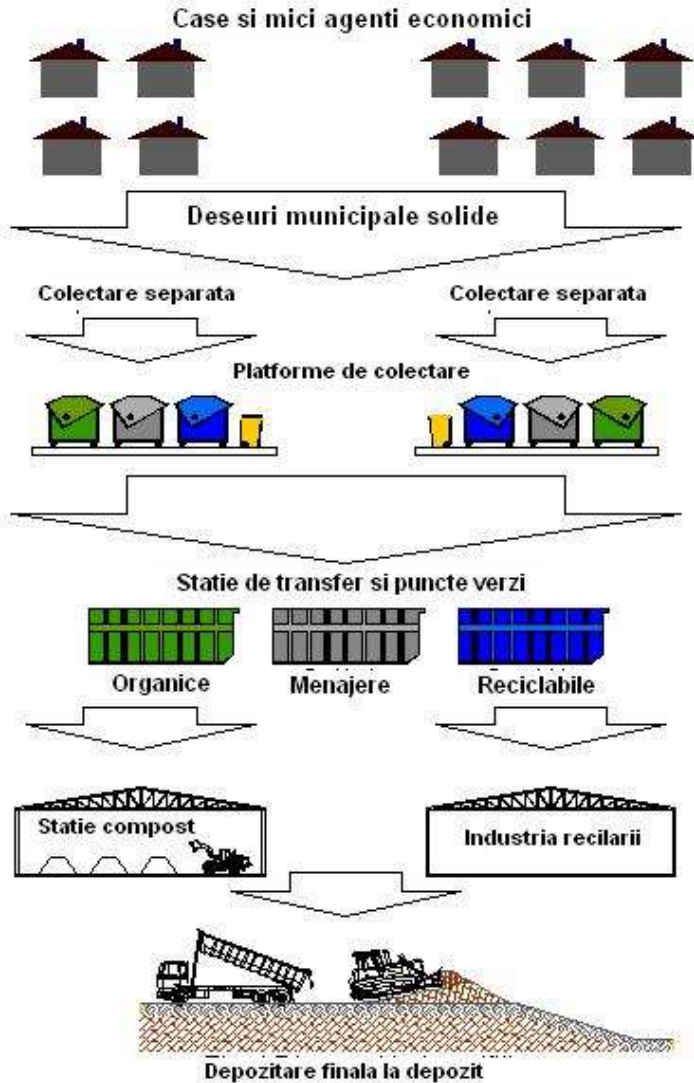 Case si mici agenti economici
Deseuri municipale solide
Colectare separata
Colectare separata
Platforme de colectare
Statie de transfer si puncte verzi
Organice
Menajere
Reciclabile
Statie compost
Industria recilarii
Depozitare finala la depozit